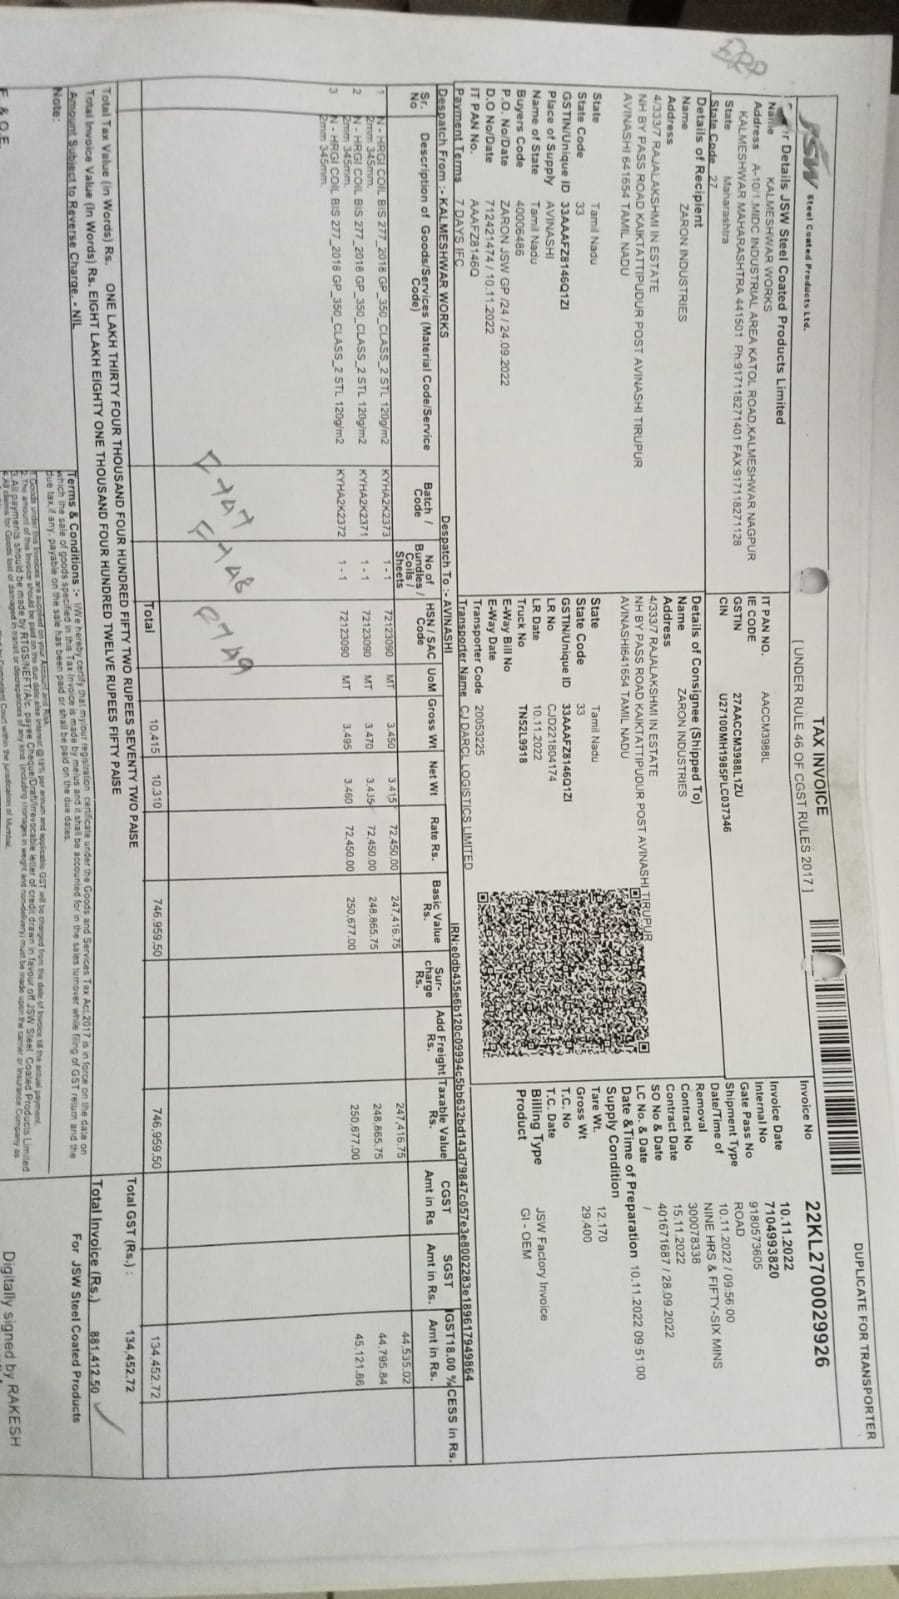 ERP
DUPLICATE FOR TRANSPORTER
JSW Steel Coated Products Ltd.
TAX INVOICE
[ UNDER RULE 46 OF CGST RULES 2017 ]
Details JSW Steel Coated Products Limited
Name KALMESHWAR WORKS
Address A-10/1 MIDC INDUSTRIAL AREA KATOL ROAD,KALMESHWAR NAGPUR
KALMESHWAR MAHARASHTRA 441501 Ph:917118271401 FAX:917118271128
State Maharashtra
State Code 27
IT PAN NO. AACCM3988L
IE CODE
GSTIN 27AACCM3988L1ZU
CIN U27100MH1985PLC037346
Invoice No 22KL2700029926
Invoice Date 10.11.2022
Internal No 7104993820
Gate Pass No 9180573605
Shipment Type ROAD
Date/Time of 10.11.2022 / 09:56:00
Removal NINE HRS & FIFTY-SIX MINS
Contract No 300078338
Contract Date 15.11.2022
SO No & Date 401671687 / 28.09.2022
LC No. & Date /
Date &Time of Preparation 10.11.2022 09:51:00
Supply Condition
Tare Wt. 12.170
Gross Wt 29.400
T.C. No
T.C. Date
Billing Type JSW Factory Invoice
Product GI - OEM
Details of Recipient
Name ZARON INDUSTRIES
Address
4/333/7 RAJALAKSHMI IN ESTATE
NH BY PASS ROAD KAIKTATTIPUDUR POST AVINASHI TIRUPUR
AVINASHI 641654 TAMIL NADU
State Tamil Nadu
State Code 33
GSTIN/Unique ID 33AAAFZ8146Q1ZI
Place of Supply AVINASHI
Name of State Tamil Nadu
Buyers Code 40006486
P.O. No/Date ZARON JSW GP /24 / 24.09.2022
D.O No/Date 712421474 / 10.11.2022
IT PAN No. AAAFZ8146Q
Payment Terms 7 DAYS IFC
Details of Consignee (Shipped To)
Name ZARON INDUSTRIES
Address
4/333/7 RAJALAKSHMI IN ESTATE
NH BY PASS ROAD KAIKTATTIPUDUR POST AVINASHI TIRUPUR
AVINASHI641654 TAMIL NADU
State Tamil Nadu
State Code 33
GSTIN/Unique ID 33AAAFZ8146Q1ZI
LR No CJD221804174
LR Date 10.11.2022
Truck No TN52L9918
E-Way Bill No
E-Way Date
Transporter Code 20053225
Transporter Name CJ DARCL LOGISTICS LIMITED
IRN:e0db435e6b120c09994c5bb632bd143d79847c057e3e8002283e189617949864
Despatch From :- KALMESHWAR WORKS Despatch To :- AVINASHI
Sr. No Description of Goods/Services (Material Code/Service Code) Batch / Code No of Bundles / Coils / Sheets HSN / SAC Code UoM Gross Wt Net Wt Rate Rs. Basic Value Rs. Sur- charge Rs. Add Freight Rs. Taxable Value Rs. CGST Amt in Rs SGST Amt in Rs. IGST18.00 % Amt in Rs. CESS in Rs.
1 N - HRGI COIL BIS 277_2018 GP_350_CLASS_2 STL 120g/m2 KYHA2K2373 1 - 1 72123090 MT 3.450 3.415 72,450.00 247,416.75 247,416.75 44,535.02
2mm 345mm.
2 N - HRGI COIL BIS 277_2018 GP_350_CLASS_2 STL 120g/m2 KYHA2K2371 1 - 1 72123090 MT 3.470 3.435 72,450.00 248,865.75 248,865.75 44,795.84
2mm 345mm.
3 N - HRGI COIL BIS 277_2018 GP_350_CLASS_2 STL 120g/m2 KYHA2K2372 1 - 1 72123090 MT 3.495 3.460 72,450.00 250,677.00 250,677.00 45,121.86
2mm 345mm.
Total 10.415 10.310 746,959.50 746,959.50 134,452.72
Total Tax Value (in Words) Rs. ONE LAKH THIRTY FOUR THOUSAND FOUR HUNDRED FIFTY TWO RUPEES SEVENTY TWO PAISE
Total GST (Rs.) : 134,452.72
Total Invoice Value (In Words) Rs. EIGHT LAKH EIGHTY ONE THOUSAND FOUR HUNDRED TWELVE RUPEES FIFTY PAISE
Total Invoice (Rs.) 881,412.50
Amount Subject to Reverse Charge. - NIL
Note:
Terms & Conditions :- I/We hereby certify that my/our registration certificate under the Goods and Services Tax Act,2017 is in force on the date on
which the sale of goods specified in this Tax Invoice is made by me/us and it shall be accounted for in the sales turnover while filing of GST return and the
due tax,if any, payable on the sale has been paid or shall be paid on the due dates.
For JSW Steel Coated Products
E. & O.E.
Digitally signed by RAKESH